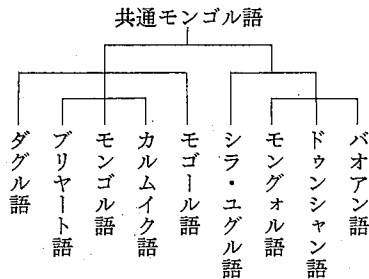 共通モンゴル語
ダグル語
ブリヤート語
モンゴル語
カルムイク語
モゴール語
シラ・ユグル語
モングォル語
ドゥンシャン語
バオアン語